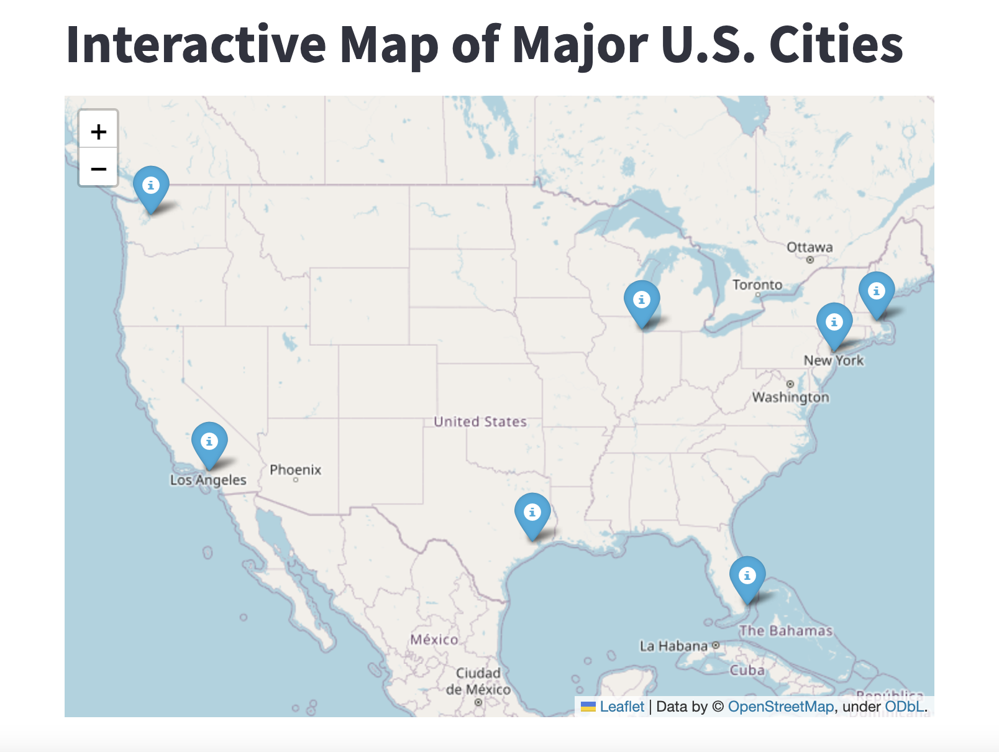 Interactive Map of Major U.S. Cities
+
−
Ottawa
Toronto
New York
Washington
United States
Phoenix
Los Angeles
México
The Bahamas
La Habana
Cuba
Ciudad
de México
República
Dominicana
Leaflet | Data by © OpenStreetMap, under ODbL.